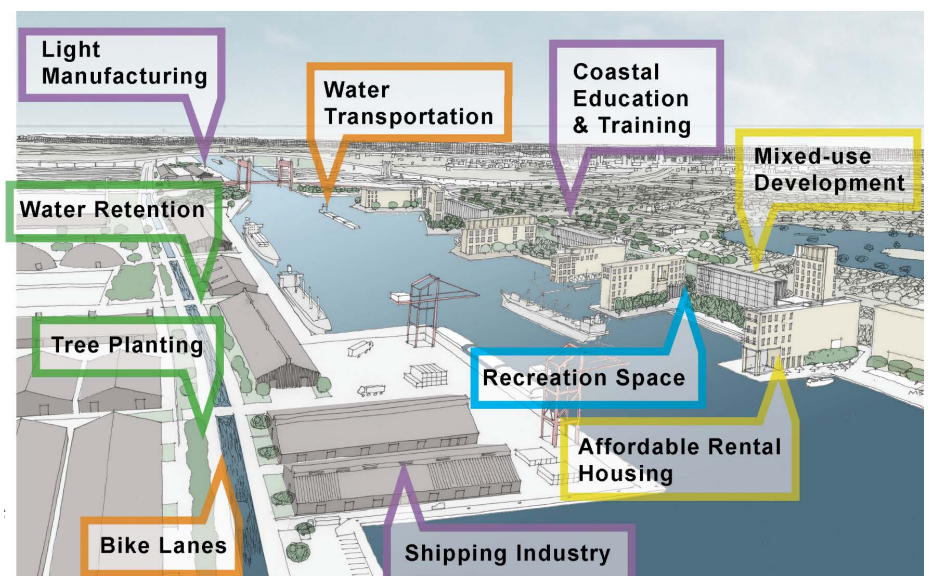 Light
Manufacturing
Water
Transportation
Coastal
Education
& Training
Mixed-use
Development
Water Retention
Tree Planting
Recreation Space
Affordable Rental
Housing
Bike Lanes
Shipping Industry